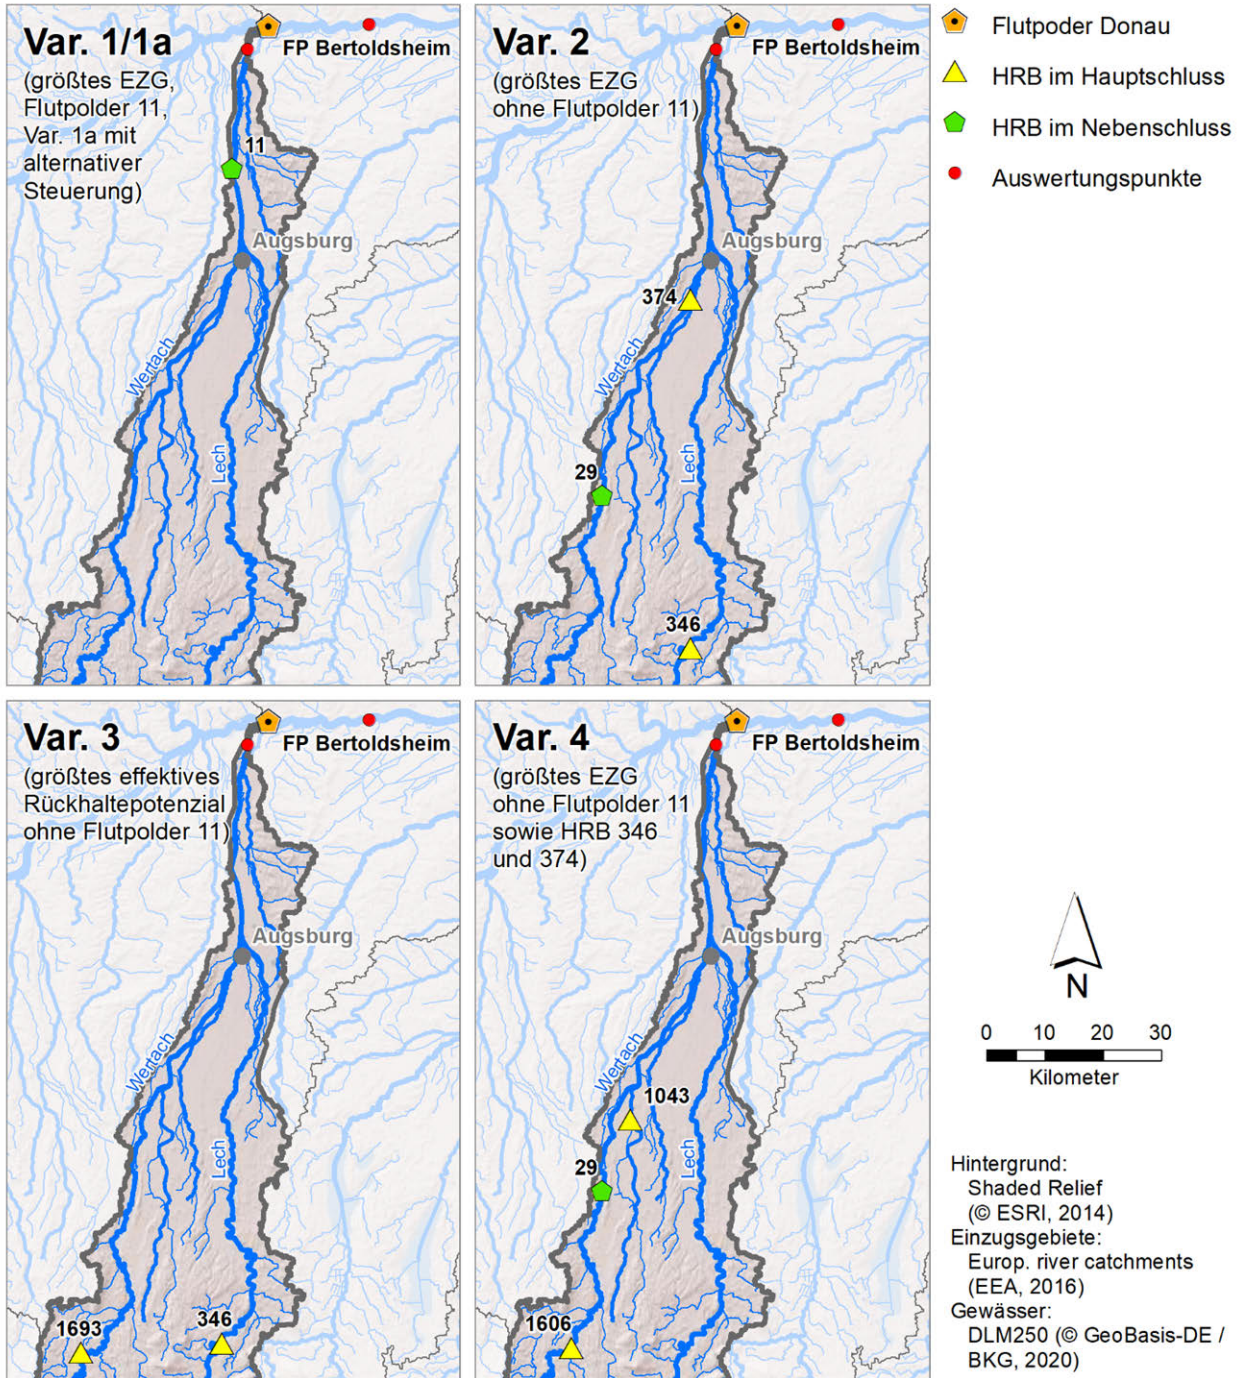 Var. 1/1a
(größtes EZG,
Flutpolder 11,
Var. 1a mit
alternativer
Steuerung)
FP Bertoldsheim
11
Augsburg
Wertach
Lech
Var. 2
(größtes EZG
ohne Flutpolder 11)
FP Bertoldsheim
Augsburg
374
Wertach
Lech
29
346
Flutpoder Donau
HRB im Hauptschluss
HRB im Nebenschluss
Auswertungspunkte
Var. 3
(größtes effektives
Rückhaltepotenzial
ohne Flutpolder 11)
FP Bertoldsheim
Augsburg
Wertach
Lech
1693
346
Var. 4
(größtes EZG
ohne Flutpolder 11
sowie HRB 346
und 374)
FP Bertoldsheim
Augsburg
Wertach
1043
Lech
29
1606
N
0 10 20 30
Kilometer
Hintergrund:
Shaded Relief
(© ESRI, 2014)
Einzugsgebiete:
Europ. river catchments
(EEA, 2016)
Gewässer:
DLM250 (© GeoBasis-DE /
BKG, 2020)